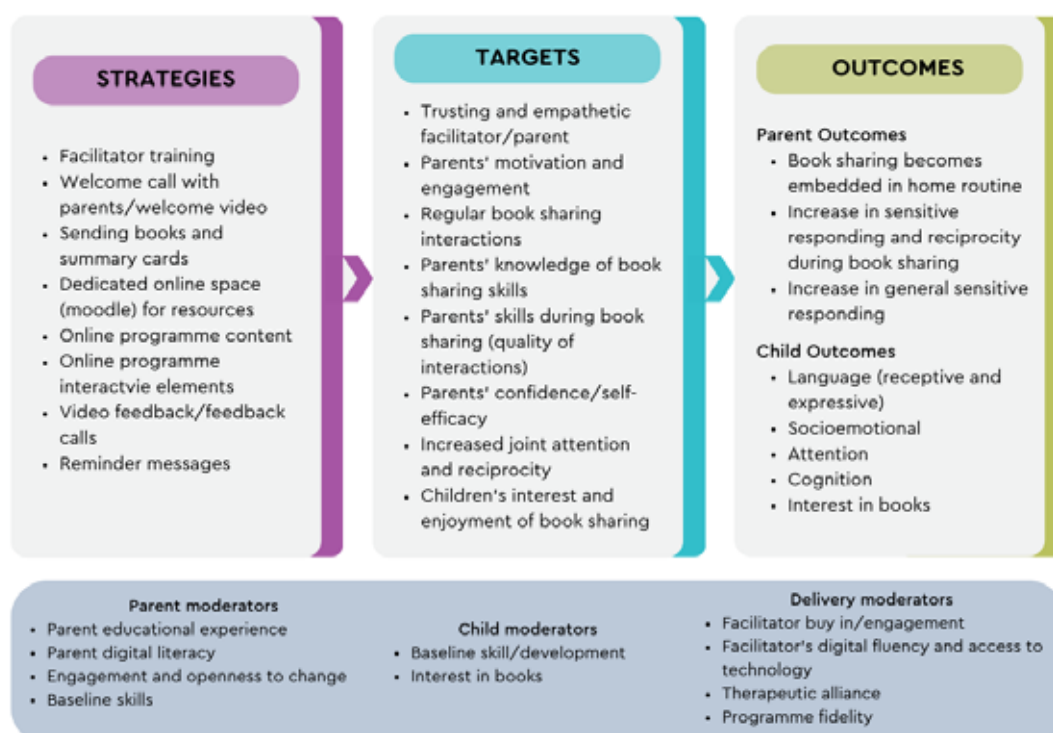 STRATEGIES
• Facilitator training
• Welcome call with
parents/welcome video
• Sending books and
summary cards
• Dedicated online space
(moodle) for resources
• Online programme content
• Online programme
interactvie elements
• Video feedback/feedback
calls
• Reminder messages
TARGETS
• Trusting and empathetic
facilitator/parent
• Parents' motivation and
engagement
• Regular book sharing
interactions
• Parents' knowledge of book
sharing skills
• Parents' skills during book
sharing (quality of
interactions)
• Parents' confidence/self-
efficacy
• Increased joint attention
and reciprocity
• Children's interest and
enjoyment of book sharing
OUTCOMES
Parent Outcomes
• Book sharing becomes
embedded in home routine
• Increase in sensitive
responding and reciprocity
during book sharing
• Increase in general sensitive
responding
Child Outcomes
• Language (receptive and
expressive)
• Socioemotional
• Attention
• Cognition
• Interest in books
Parent moderators
• Parent educational experience
• Parent digital literacy
• Engagement and openness to change
• Baseline skills
Child moderators
• Baseline skill/development
• Interest in books
Delivery moderators
• Facilitator buy in/engagement
• Facilitator's digital fluency and access to
technology
• Therapeutic alliance
• Programme fidelity